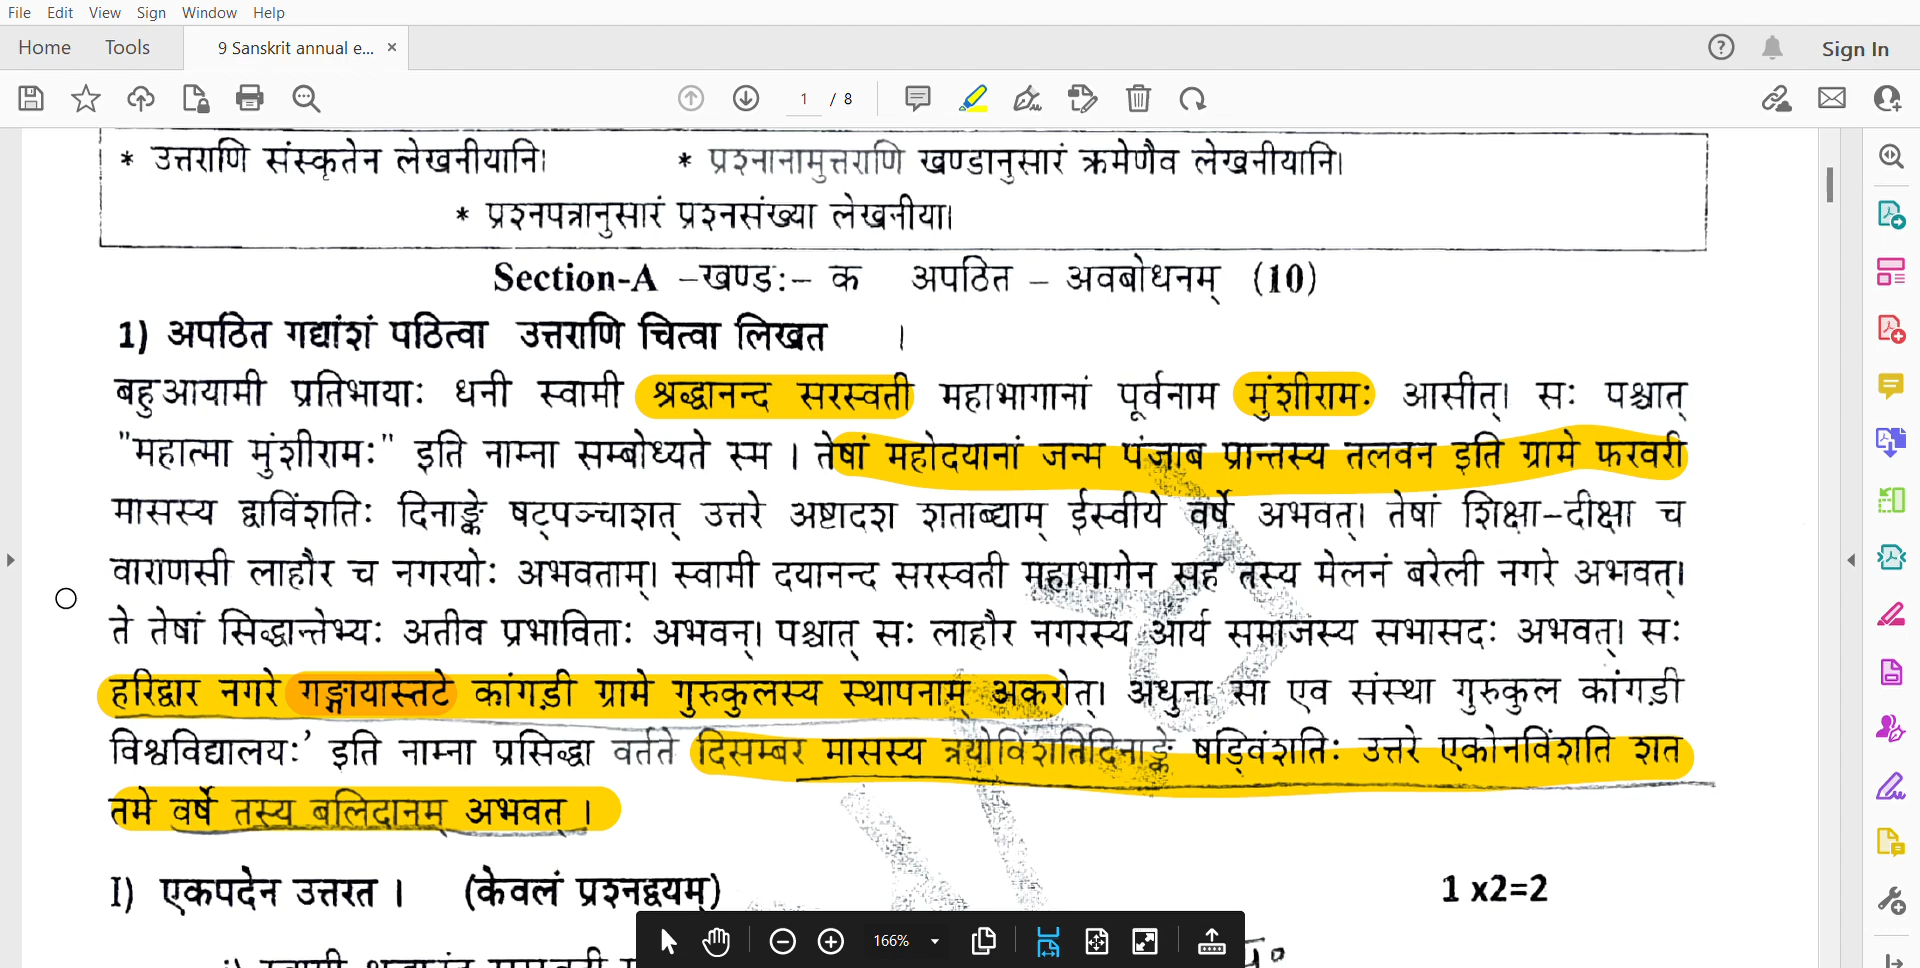 File Edit View Sign Window Help
Home Tools 9 Sanskrit annual e... × Sign In
1 / 8
* उत्तराणि संस्कृतेन लेखनीयानि। * प्रश्नानामुत्तराणि खण्डानुसारं क्रमेणैव लेखनीयानि।
* प्रश्नपत्रानुसारं प्रश्नसंख्या लेखनीया।
Section-A –खण्ड:– क अपठित – अवबोधनम् (10)
1) अपठित गद्यांशं पठित्वा उत्तराणि चित्वा लिखत ।
बहुआयामी प्रतिभायाः धनी स्वामी श्रद्धानन्द सरस्वती महाभागानां पूर्वनाम मुंशीरामः आसीत्। सः पश्चात्
"महात्मा मुंशीरामः" इति नाम्ना सम्बोध्यते स्म । तेषां महोदयानां जन्म पंजाब प्रान्तस्य तलवन इति ग्रामे फरवरी
मासस्य द्वाविंशतिः दिनाङ्के षट्पञ्चाशत् उत्तरे अष्टादश शताब्द्याम् ईस्वीये वर्षे अभवत्। तेषां शिक्षा–दीक्षा च
वाराणसी लाहौर च नगरयोः अभवताम्। स्वामी दयानन्द सरस्वती महाभागेन सह तस्य मेलनं बरेली नगरे अभवत्।
ते तेषां सिद्धान्तेभ्यः अतीव प्रभाविताः अभवन्। पश्चात् सः लाहौर नगरस्य आर्य समाजस्य सभासदः अभवत्। सः
हरिद्वार नगरे गङ्गायास्तटे कांगड़ी ग्रामे गुरुकुलस्य स्थापनाम् अकरोत्। अधुना सा एव संस्था गुरुकुल कांगड़ी
विश्वविद्यालयः' इति नाम्ना प्रसिद्धा वर्तते दिसम्बर मासस्य त्रयोविंशतिदिनाङ्के षड्विंशतिः उत्तरे एकोनविंशति शत
तमे वर्षे तस्य बलिदानम् अभवत् ।
I) एकपदेन उत्तरत । (केवलं प्रश्नद्वयम्) 1 x2=2
166%